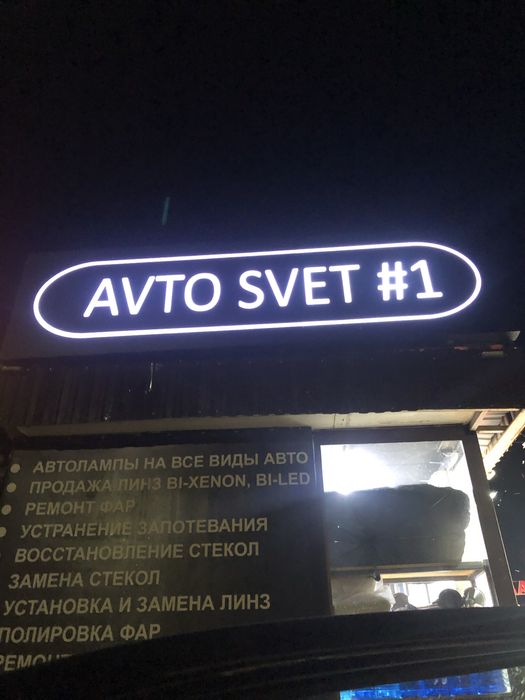 AVTO SVET #1
АВТОЛАМПЫ НА ВСЕ ВИДЫ АВТО
ПРОДАЖА ЛИНЗ BI-XENON, BI-LED
РЕМОНТ ФАР
УСТРАНЕНИЕ ЗАПОТЕВАНИЯ
ВОССТАНОВЛЕНИЕ СТЕКОЛ
ЗАМЕНА СТЕКОЛ
УСТАНОВКА И ЗАМЕНА ЛИНЗ
ПОЛИРОВКА ФАР